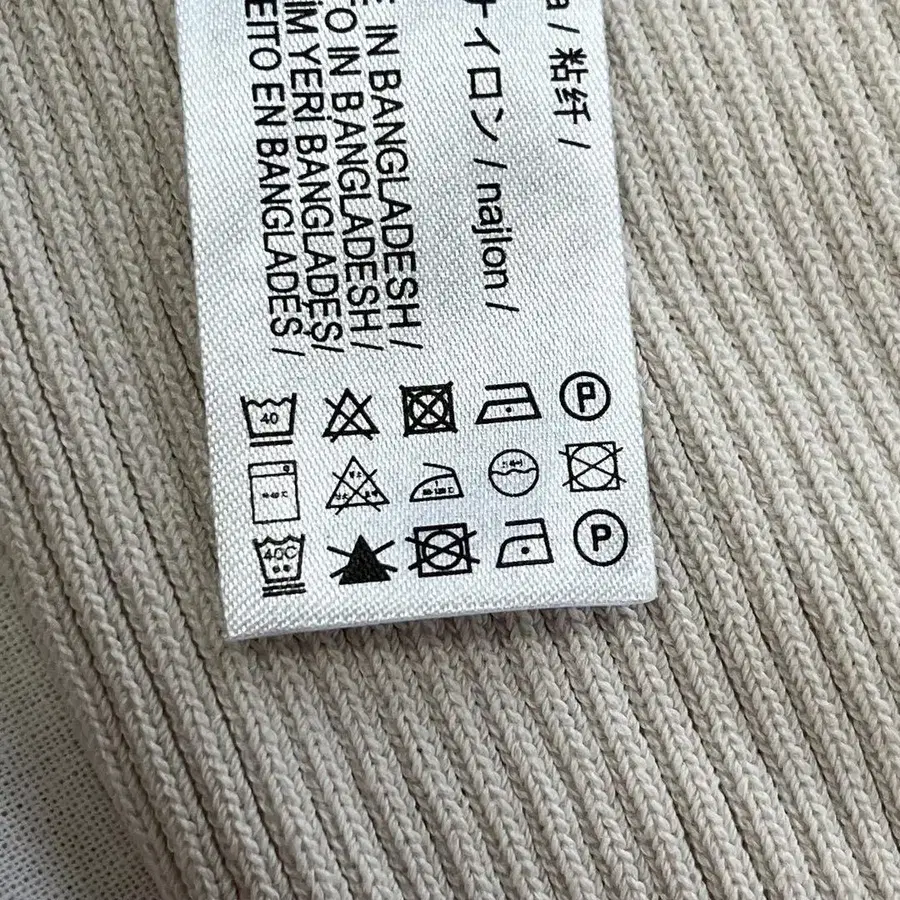 a / 粘纤 /
ナイロン / najlon /
E IN BANGLADESH /
O IN BANGLADESH /
İM YERİ BANGLADEŞ/
EITO EN BANGLADÉS /
40 P
40C P